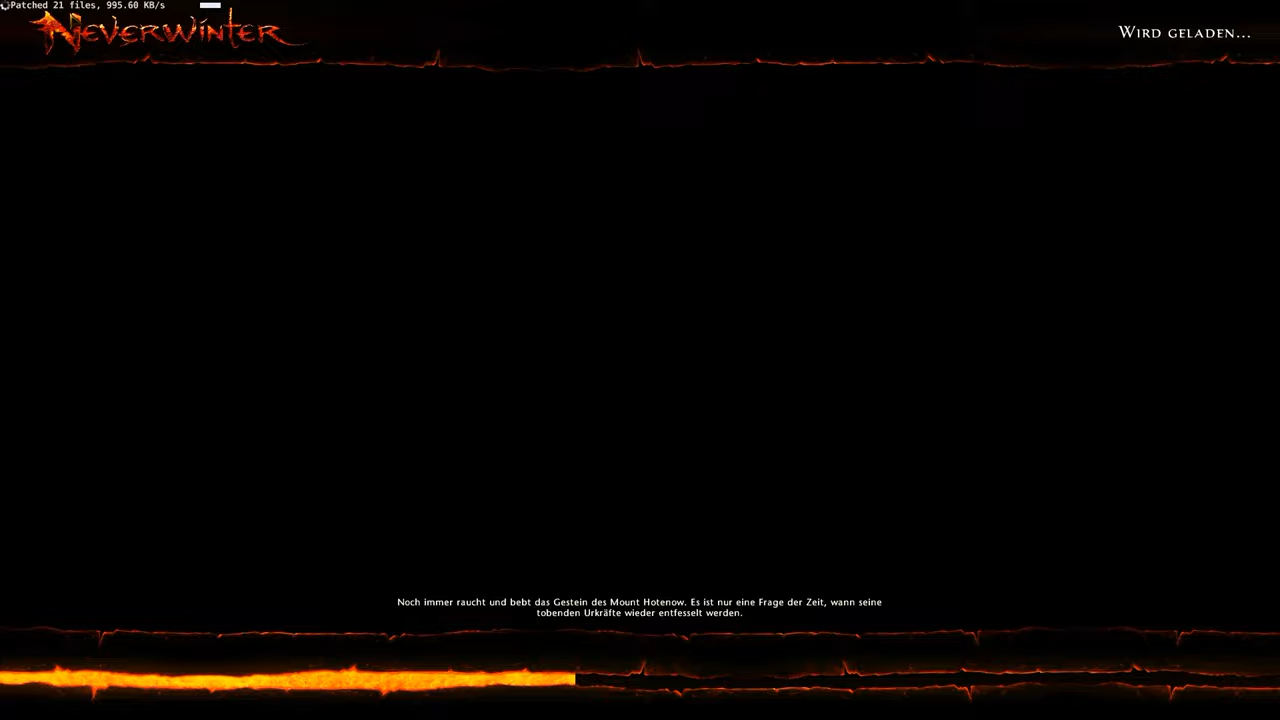 Patched 21 files, 995.60 KB/s
Neverwinter
Wird geladen...
Noch immer raucht und bebt das Gestein des Mount Hotenow. Es ist nur eine Frage der Zeit, wann seine
tobenden Urkräfte wieder entfesselt werden.